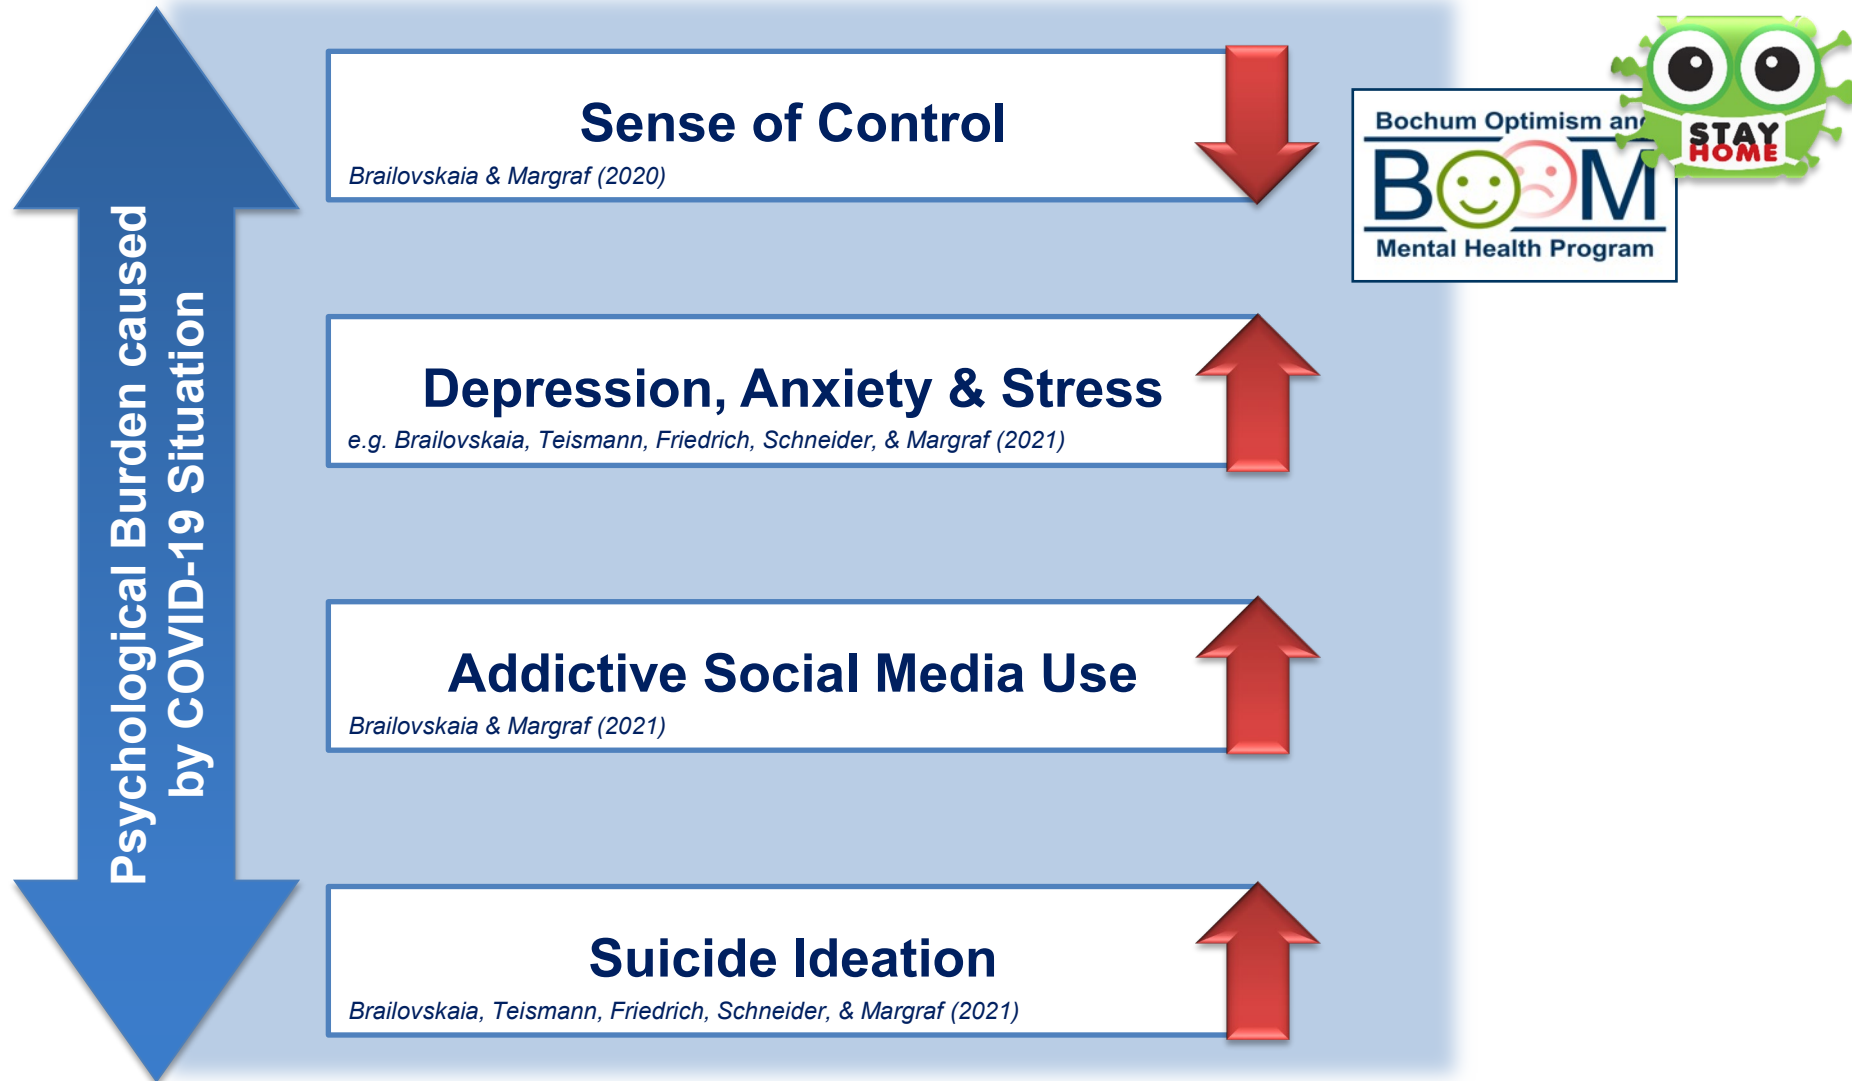 Psychological Burden caused
by COVID-19 Situation
Sense of Control
Brailovskaia & Margraf (2020)
Depression, Anxiety & Stress
e.g. Brailovskaia, Teismann, Friedrich, Schneider, & Margraf (2021)
Addictive Social Media Use
Brailovskaia & Margraf (2021)
Suicide Ideation
Brailovskaia, Teismann, Friedrich, Schneider, & Margraf (2021)
Bochum Optimism and
BOOM
Mental Health Program
STAY
HOME